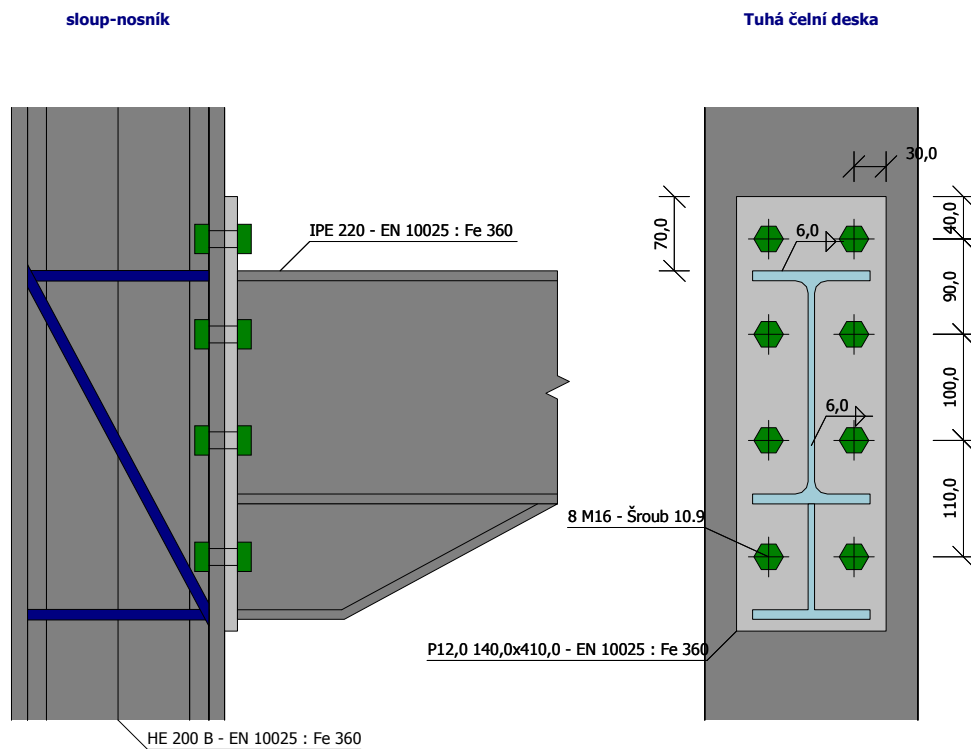 sloup-nosník
Tuhá čelní deska
30,0
40,0
70,0
IPE 220 - EN 10025 : Fe 360
6,0
90,0
100,0
6,0
110,0
8 M16 - Šroub 10.9
P12,0 140,0x410,0 - EN 10025 : Fe 360
HE 200 B - EN 10025 : Fe 360